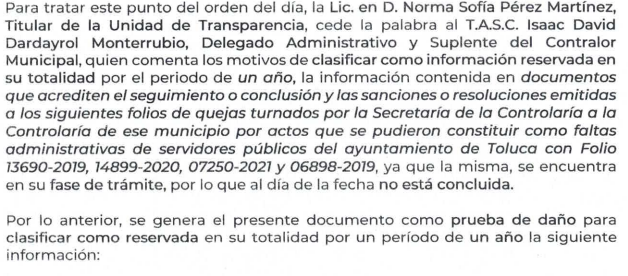 Para tratar este punto del orden del día, la Lic. en D. Norma Sofía Pérez Martínez,
Titular de la Unidad de Transparencia, cede la palabra al T.A.S.C. Isaac David
Dardayrol Monterrubio, Delegado Administrativo y Suplente del Contralor
Municipal, quien comenta los motivos de clasificar como información reservada en
su totalidad por el periodo de un año, la información contenida en documentos
que acrediten el seguimiento o conclusión y las sanciones o resoluciones emitidas
a los siguientes folios de quejas turnados por la Secretaría de la Controlaría a la
Controlaría de ese municipio por actos que se pudieron constituir como faltas
administrativas de servidores públicos del ayuntamiento de Toluca con Folio
13690-2019, 14899-2020, 07250-2021 y 06898-2019, ya que la misma, se encuentra
en su fase de trámite, por lo que al día de la fecha no está concluida.
Por lo anterior, se genera el presente documento como prueba de daño para
clasificar como reservada en su totalidad por un período de un año la siguiente
información: